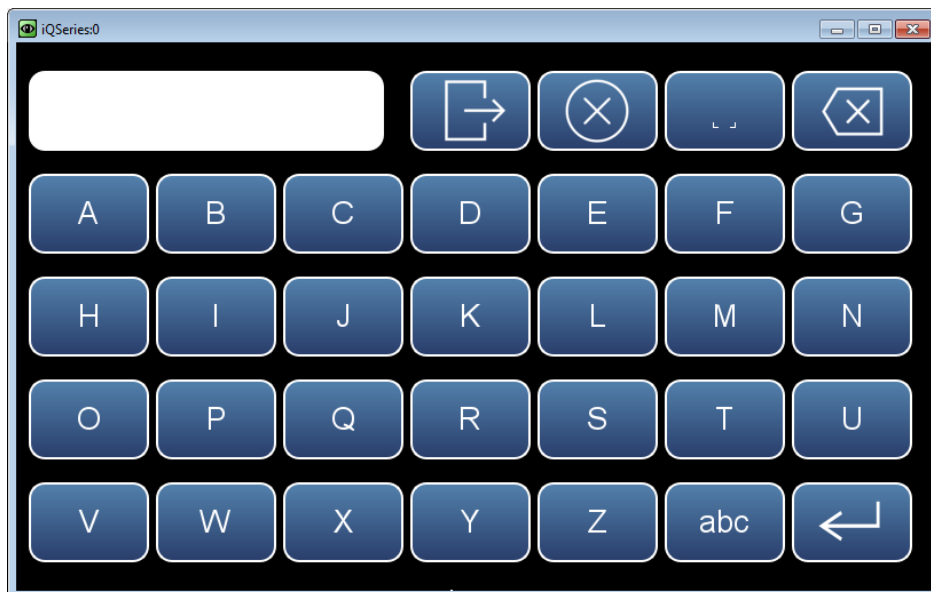 iQSeries:0
A B C D E F G
H I J K L M N
O P Q R S T U
V W X Y Z abc